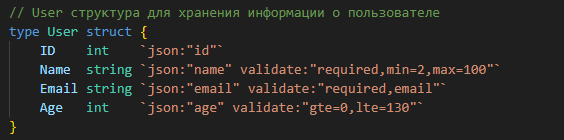 // User структура для хранения информации о пользователе
type User struct {
    ID    int    `json:"id"`
    Name  string `json:"name" validate:"required,min=2,max=100"`
    Email string `json:"email" validate:"required,email"`
    Age   int    `json:"age" validate:"gte=0,lte=130"`
}